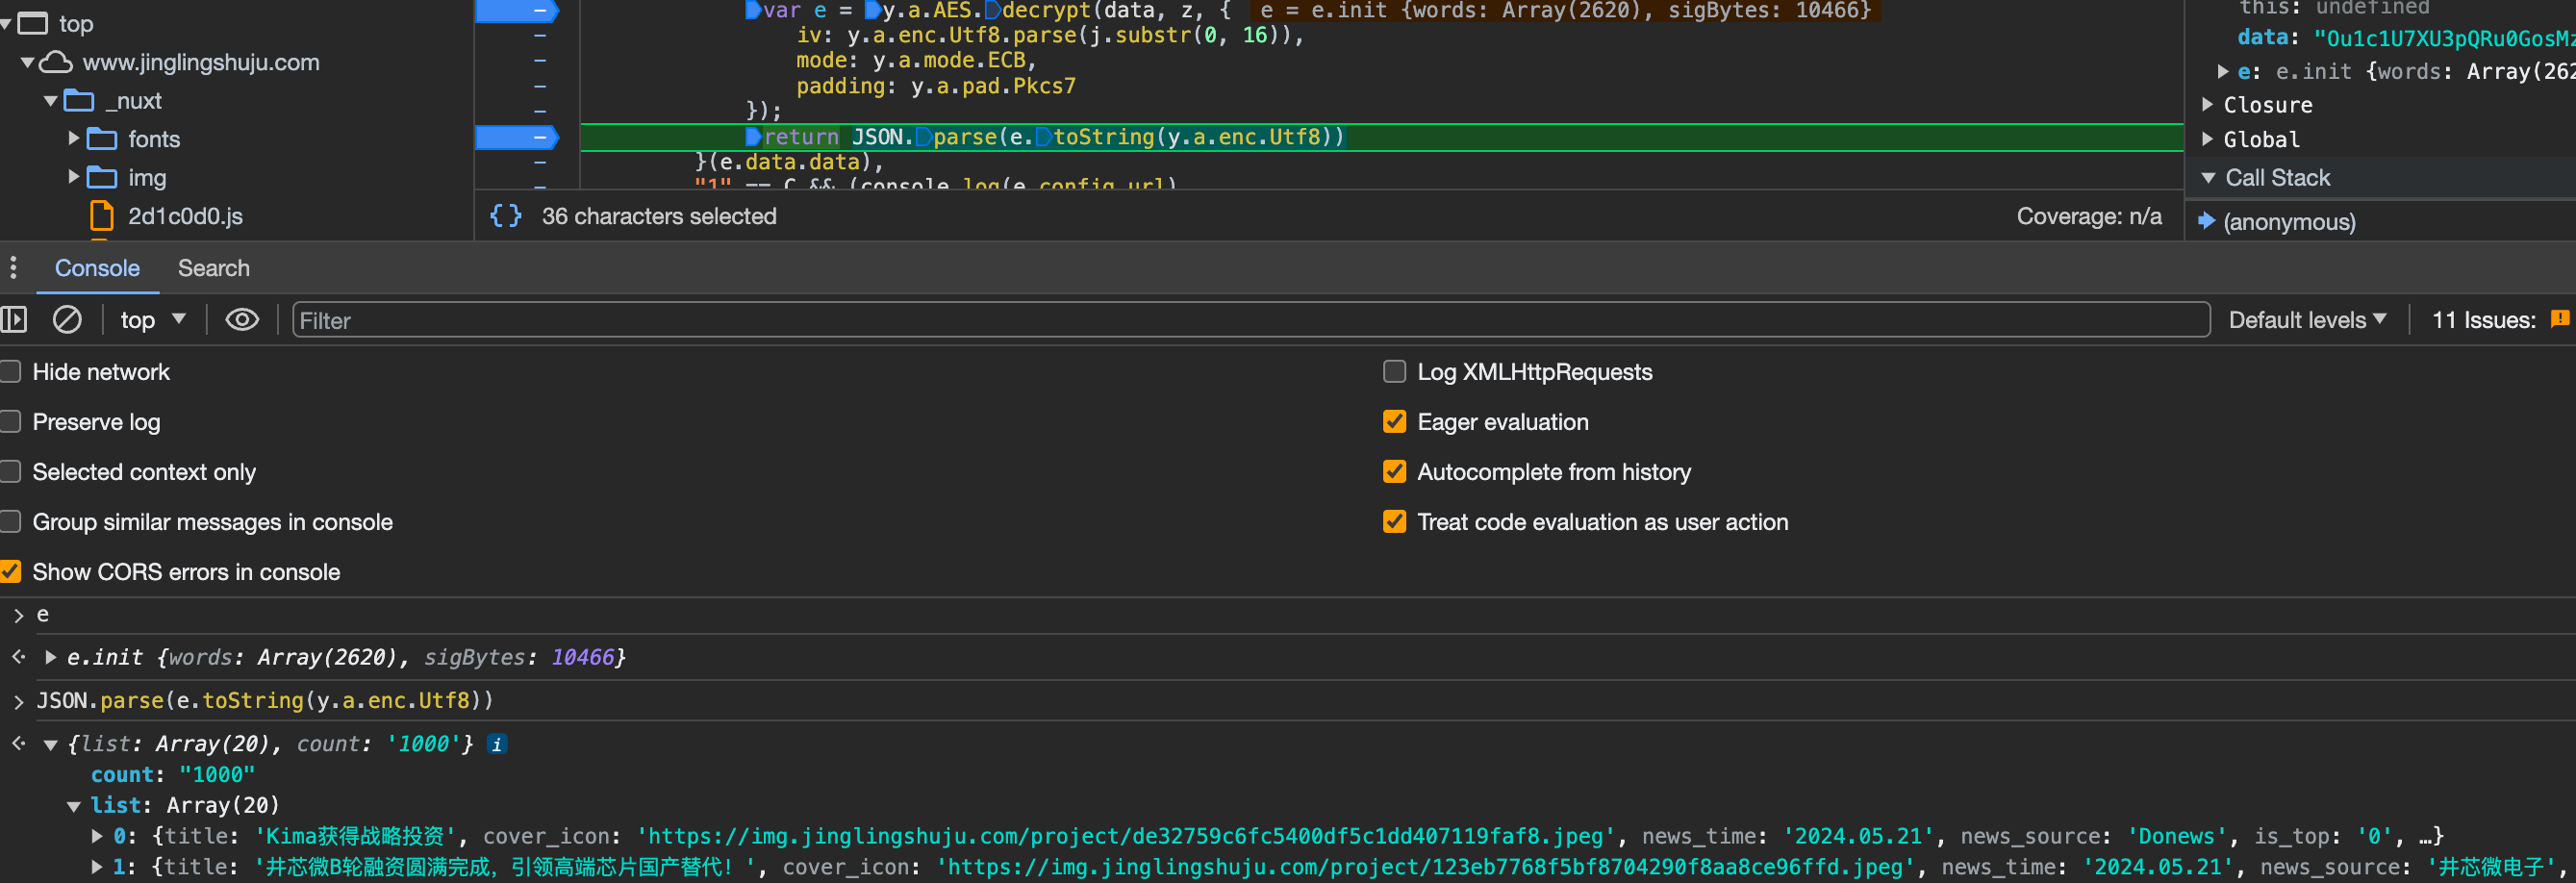 top
www.jinglingshuju.com
_nuxt
fonts
img
2d1c0d0.js
var e = y.a.AES.decrypt(data, z, { e = e.init {words: Array(2620), sigBytes: 10466}
iv: y.a.enc.Utf8.parse(j.substr(0, 16)),
mode: y.a.mode.ECB,
padding: y.a.pad.Pkcs7
});
return JSON.parse(e.toString(y.a.enc.Utf8))
}(e.data.data),
"1" == C && (console.log(e.config.url)
{} 36 characters selected
Coverage: n/a
this: undefined
data: "Ou1c1U7XU3pQRu0GosMz
e: e.init {words: Array(262
Closure
Global
Call Stack
(anonymous)
Console Search
top Filter Default levels 11 Issues:
Hide network
Log XMLHttpRequests
Preserve log
Eager evaluation
Selected context only
Autocomplete from history
Group similar messages in console
Treat code evaluation as user action
Show CORS errors in console
e
e.init {words: Array(2620), sigBytes: 10466}
JSON.parse(e.toString(y.a.enc.Utf8))
{list: Array(20), count: '1000'} i
count: "1000"
list: Array(20)
0: {title: 'Kima获得战略投资', cover_icon: 'https://img.jinglingshuju.com/project/de32759c6fc5400df5c1dd407119faf8.jpeg', news_time: '2024.05.21', news_source: 'Donews', is_top: '0', …}
1: {title: '井芯微B轮融资圆满完成，引领高端芯片国产替代！', cover_icon: 'https://img.jinglingshuju.com/project/123eb7768f5bf8704290f8aa8ce96ffd.jpeg', news_time: '2024.05.21', news_source: '井芯微电子',